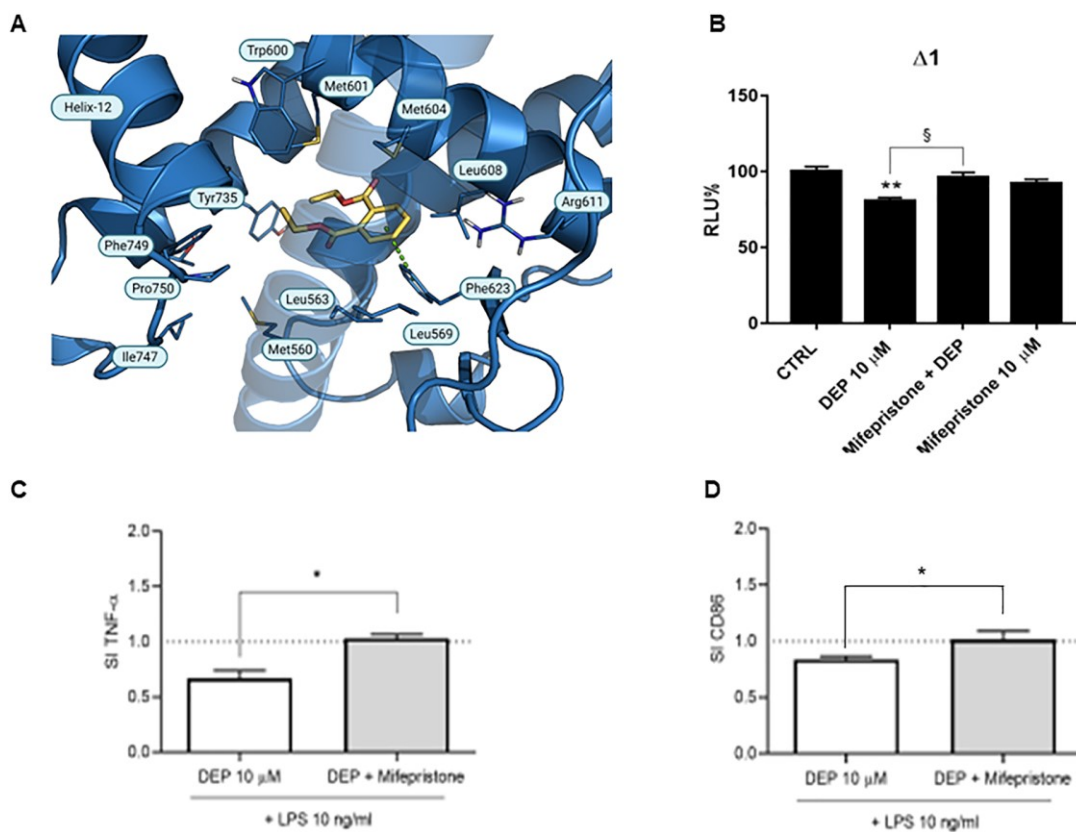 A
Trp600
Met601
Met604
Helix-12
Leu608
Tyr735
Arg611
Phe749
Pro750
Leu563
Phe623
Leu569
Met560
Ile747
B
Δ1
150
100
50
0
RLU%
**
§
CTRL
DEP 10 μM
Mifepristone + DEP
Mifepristone 10 μM
C
2.0
1.5
1.0
0.5
0.0
SI TNF-α
*
DEP 10 μM
DEP + Mifepristone
+ LPS 10 ng/ml
D
2.0
1.5
1.0
0.5
0.0
SI CD86
*
DEP 10 μM
DEP + Mifepristone
+ LPS 10 ng/ml